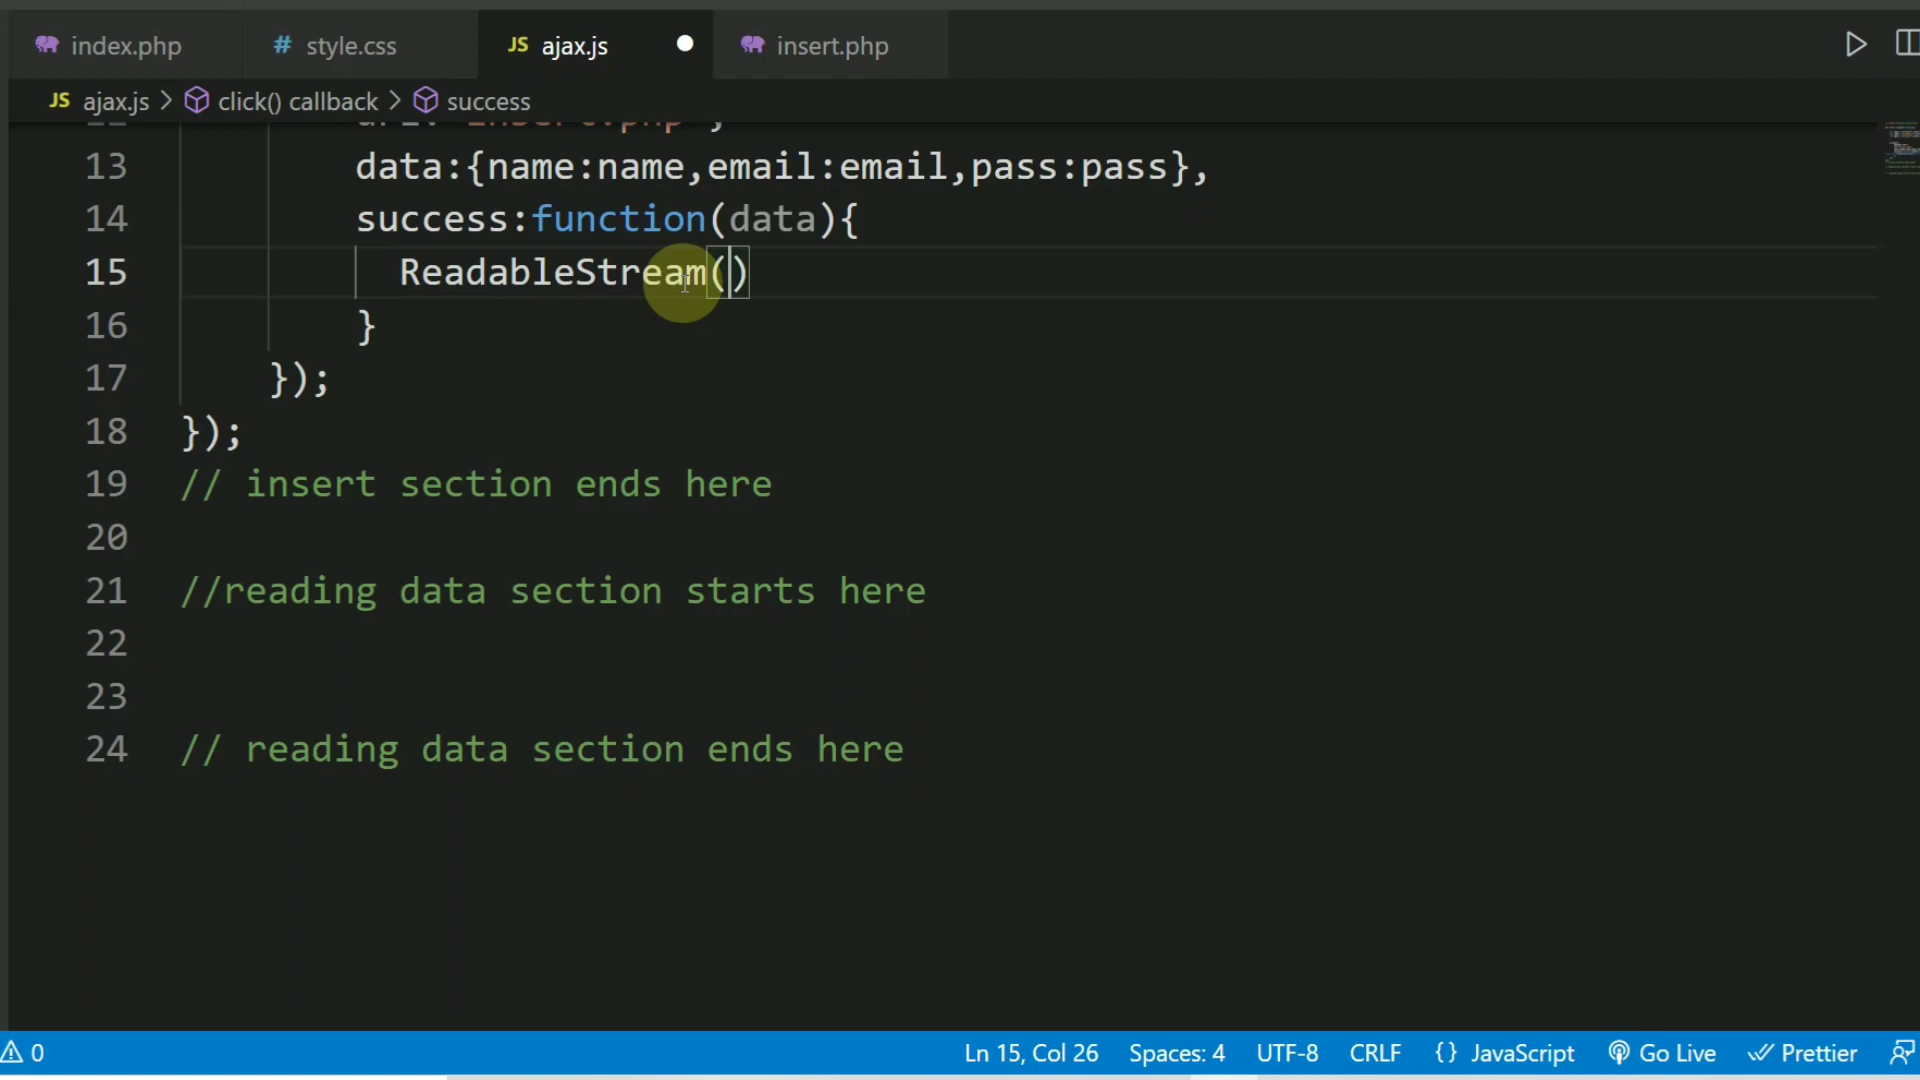 index.php
# style.css
JS ajax.js
insert.php
JS ajax.js > click() callback > success
13 data:{name:name,email:email,pass:pass},
14 success:function(data){
15 ReadableStream()
16 }
17 });
18 });
19 // insert section ends here
20
21 //reading data section starts here
22
23
24 // reading data section ends here
0 Ln 15, Col 26 Spaces: 4 UTF-8 CRLF {} JavaScript Go Live Prettier